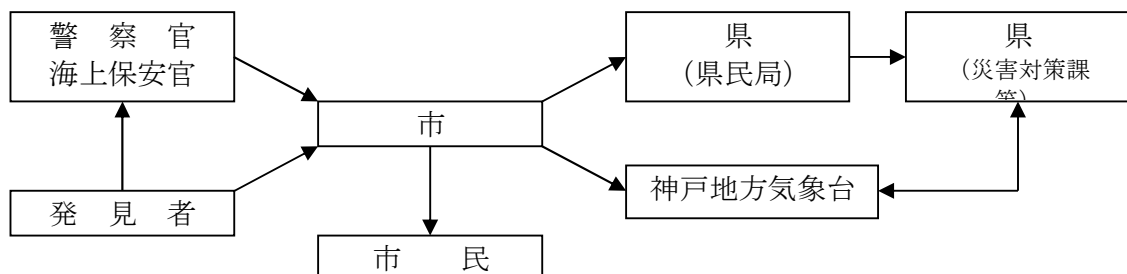 警　察　官
海上保安官
発　見　者
市
市　　民
県
（県民局）
神戸地方気象台
県
（災害対策課